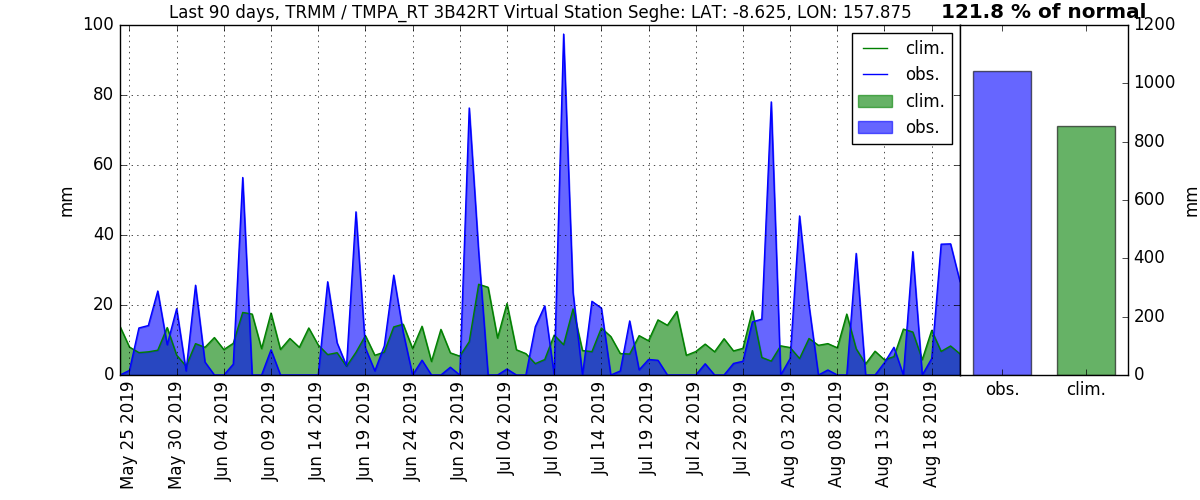 Last 90 days, TRMM / TMPA_RT 3B42RT Virtual Station Seghe: LAT: -8.625, LON: 157.875
121.8 % of normal
100
80
60
40
20
0
mm
clim.
obs.
clim.
obs.
1200
1000
800
600
400
200
0
mm
May 25 2019
May 30 2019
Jun 04 2019
Jun 09 2019
Jun 14 2019
Jun 19 2019
Jun 24 2019
Jun 29 2019
Jul 04 2019
Jul 09 2019
Jul 14 2019
Jul 19 2019
Jul 24 2019
Jul 29 2019
Aug 03 2019
Aug 08 2019
Aug 13 2019
Aug 18 2019
obs.
clim.